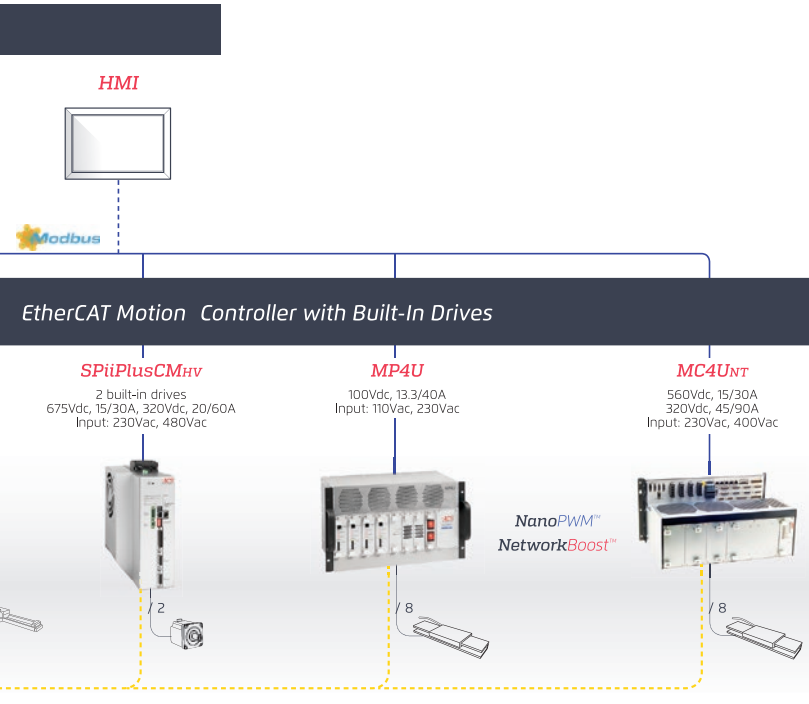 HMI
Modbus
EtherCAT Motion Controller with Built-In Drives
SPiiPlusCMHV
2 built-in drives
675Vdc, 15/30A, 320Vdc, 20/60A
Input: 230Vac, 480Vac
MP4U
100Vdc, 13.3/40A
Input: 110Vac, 230Vac
MC4UNT
560Vdc, 15/30A
320Vdc, 45/90A
Input: 230Vac, 400Vac
NanoPWM™
NetworkBoost™
/ 2
/ 8
/ 8